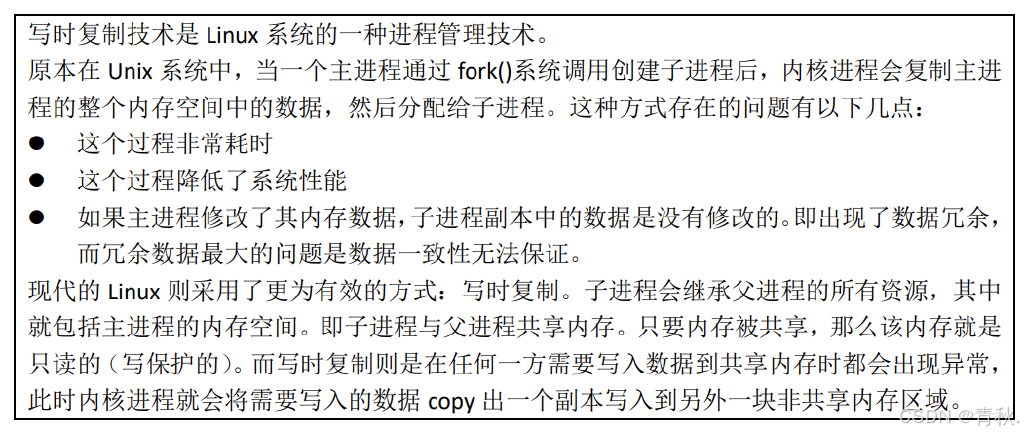 写时复制技术是 Linux 系统的一种进程管理技术。
原本在 Unix 系统中，当一个主进程通过 fork()系统调用创建子进程后，内核进程会复制主进
程的整个内存空间中的数据，然后分配给子进程。这种方式存在的问题有以下几点：
● 这个过程非常耗时
● 这个过程降低了系统性能
● 如果主进程修改了其内存数据，子进程副本中的数据是没有修改的。即出现了数据冗余，
而冗余数据最大的问题是数据一致性无法保证。
现代的 Linux 则采用了更为有效的方式：写时复制。子进程会继承父进程的所有资源，其中
就包括主进程的内存空间。即子进程与父进程共享内存。只要内存被共享，那么该内存就是
只读的（写保护的）。而写时复制则是在任何一方需要写入数据到共享内存时都会出现异常，
此时内核进程就会将需要写入的数据 copy 出一个副本写入到另外一块非共享内存区域。
CSDN @青秋.